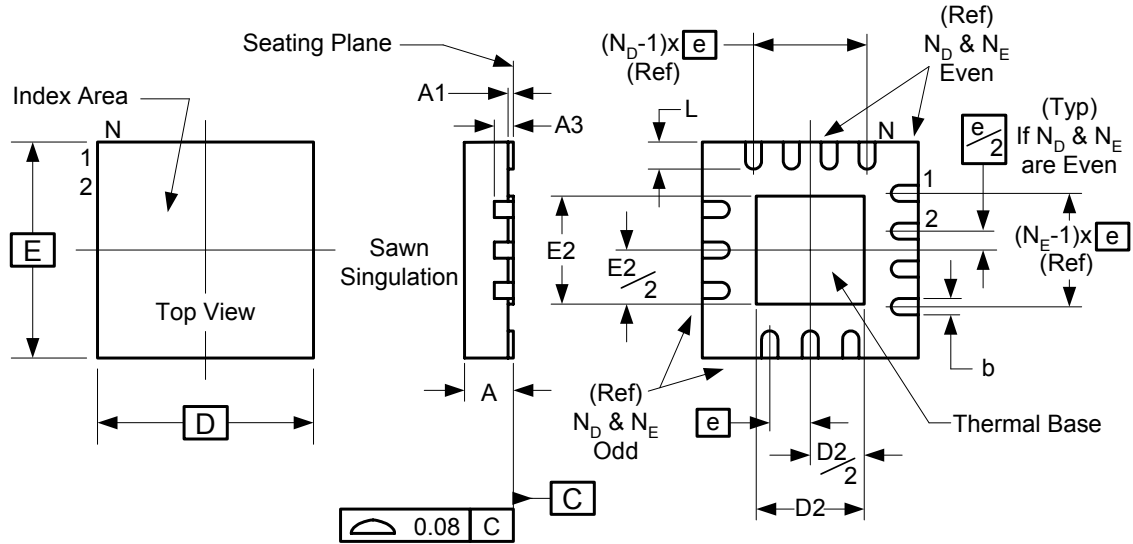 Seating Plane
Index Area
N
1
2
E
Top View
D
A1
A3
Sawn
Singulation
A
C
0.08 C
(N_D-1)x e
(Ref)
L
(Ref)
N_D & N_E
Even
N
e/2
(Typ)
If N_D & N_E
are Even
1
2
(N_E-1)x e
(Ref)
E2
E2/2
b
(Ref)
N_D & N_E
Odd
e
Thermal Base
D2/2
D2